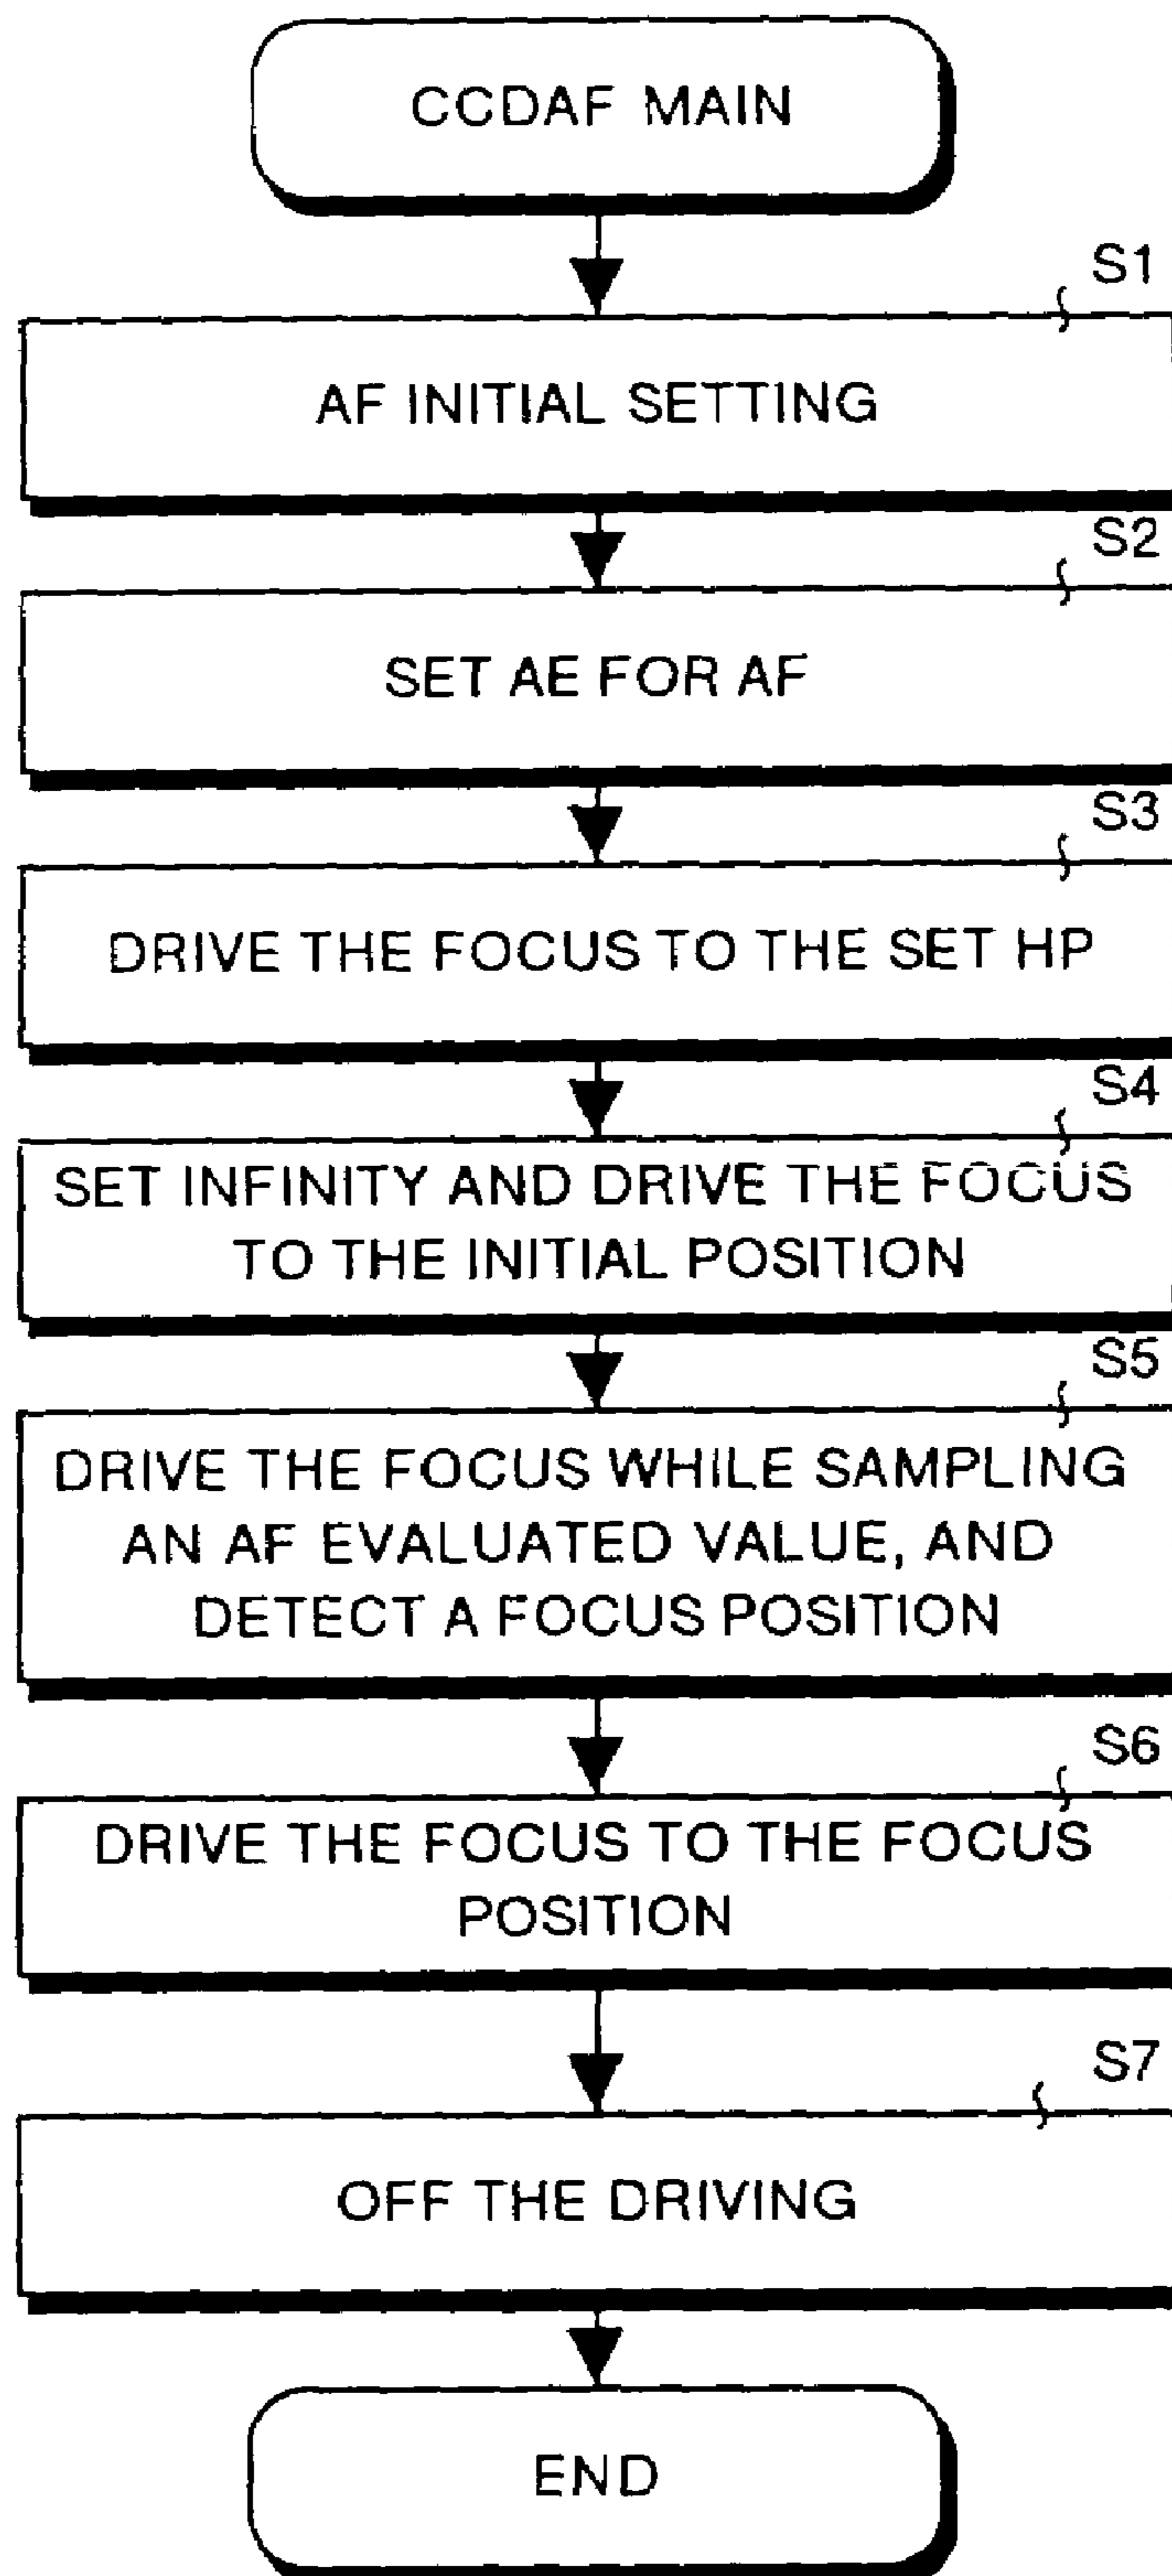 CCDAF MAIN
S1
AF INITIAL SETTING
S2
SET AE FOR AF
S3
DRIVE THE FOCUS TO THE SET HP
S4
SET INFINITY AND DRIVE THE FOCUS
TO THE INITIAL POSITION
S5
DRIVE THE FOCUS WHILE SAMPLING
AN AF EVALUATED VALUE, AND
DETECT A FOCUS POSITION
S6
DRIVE THE FOCUS TO THE FOCUS
POSITION
S7
OFF THE DRIVING
END